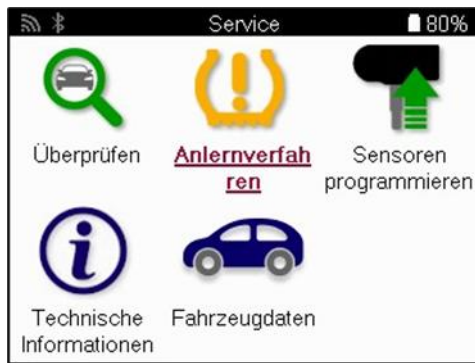 Service
80%
Überprüfen
Anlernverfah
ren
Sensoren
programmieren
Technische
Informationen
Fahrzeugdaten